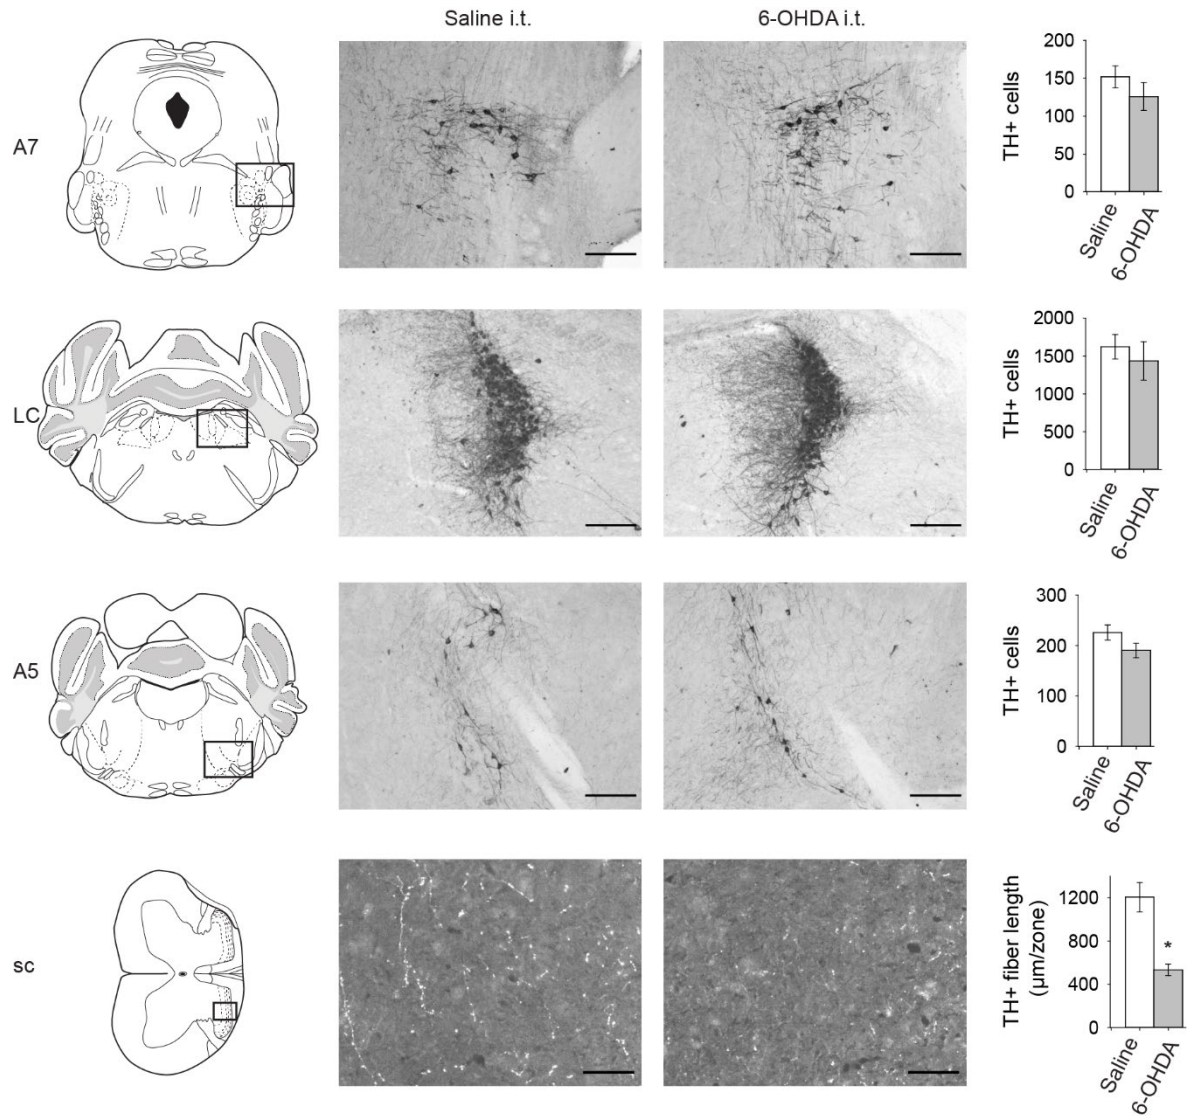 Saline i.t.
6-OHDA i.t.
A7
TH+ cells
200
150
100
50
0
Saline
6-OHDA
LC
TH+ cells
2000
1500
1000
500
0
Saline
6-OHDA
A5
TH+ cells
300
200
100
0
Saline
6-OHDA
sc
TH+ fiber length
(µm/zone)
1200
800
400
0
*
Saline
6-OHDA